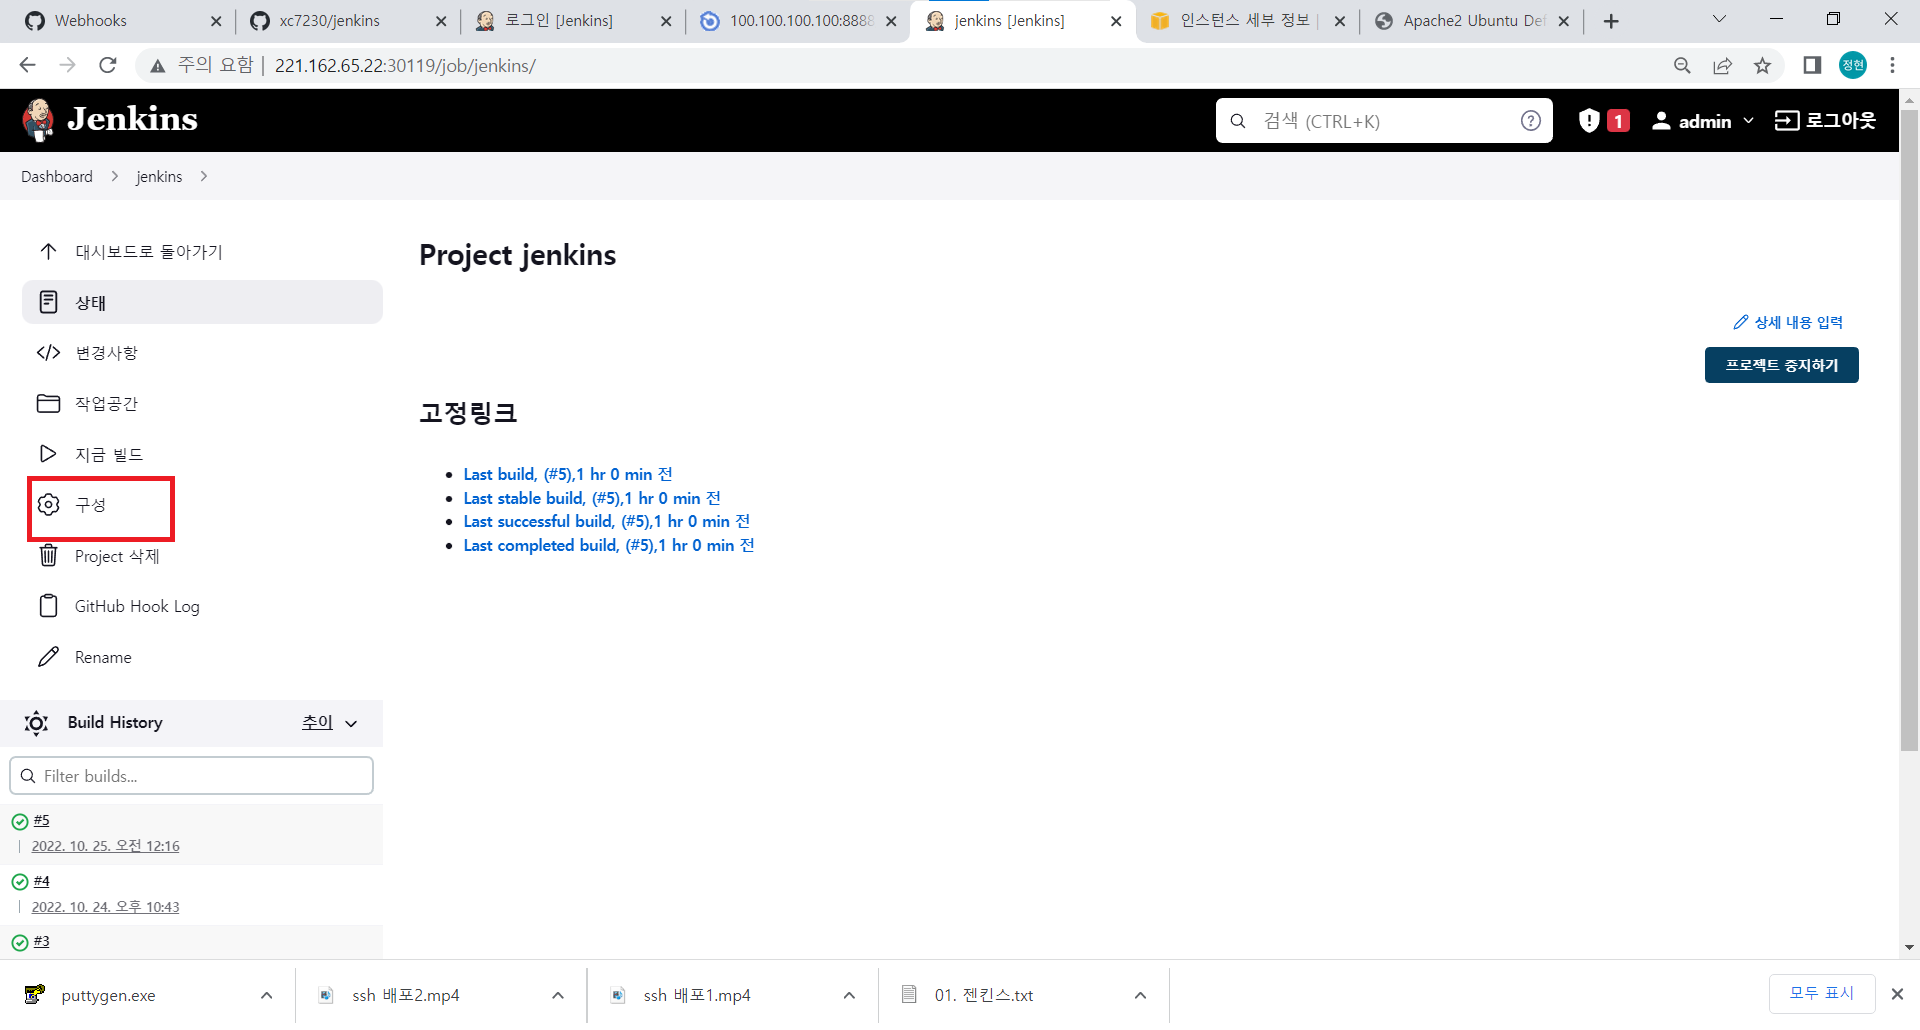 Webhooks
xc7230/jenkins
로그인 [Jenkins]
100.100.100.100:8888
jenkins [Jenkins]
인스턴스 세부 정보
Apache2 Ubuntu Def
주의 요함
221.162.65.22:30119/job/jenkins/
정현
Jenkins
검색 (CTRL+K)
1
admin
로그아웃
Dashboard
jenkins
대시보드로 돌아가기
상태
변경사항
작업공간
지금 빌드
구성
Project 삭제
GitHub Hook Log
Rename
Project jenkins
상세 내용 입력
프로젝트 중지하기
고정링크
Last build, (#5),1 hr 0 min 전
Last stable build, (#5),1 hr 0 min 전
Last successful build, (#5),1 hr 0 min 전
Last completed build, (#5),1 hr 0 min 전
Build History
추이
Filter builds...
#5
2022. 10. 25. 오전 12:16
#4
2022. 10. 24. 오후 10:43
#3
puttygen.exe
ssh 배포2.mp4
ssh 배포1.mp4
01. 젠킨스.txt
모두 표시